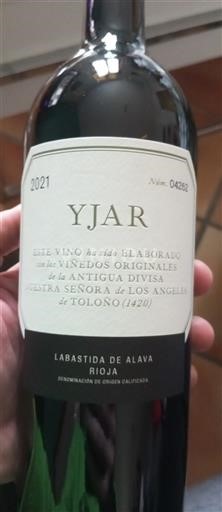 2021
Núm. 04262
YJAR
ESTE VINO ha sido ELABORADO
con los VIÑEDOS ORIGINALES
de la ANTIGUA DIVISA
NUESTRA SEÑORA de LOS ANGELES
de TOLOÑO (1420)
LABASTIDA DE ALAVA
RIOJA
DENOMINACIÓN DE ORIGEN CALIFICADA